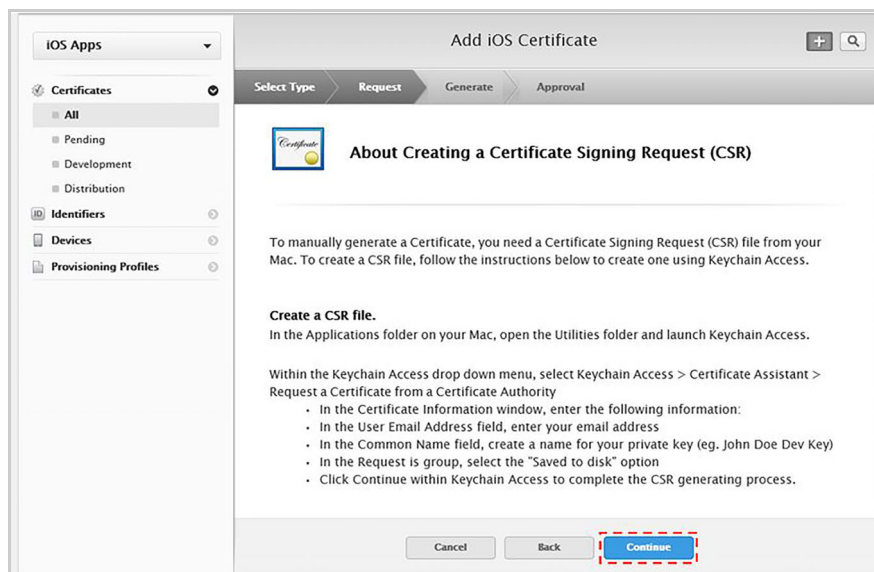 iOS Apps
Add iOS Certificate
Certificates
All
Pending
Development
Distribution
ID Identifiers
Devices
Provisioning Profiles
Select Type
Request
Generate
Approval
Certificate
About Creating a Certificate Signing Request (CSR)
To manually generate a Certificate, you need a Certificate Signing Request (CSR) file from your
Mac. To create a CSR file, follow the instructions below to create one using Keychain Access.
Create a CSR file.
In the Applications folder on your Mac, open the Utilities folder and launch Keychain Access.
Within the Keychain Access drop down menu, select Keychain Access > Certificate Assistant >
Request a Certificate from a Certificate Authority
· In the Certificate Information window, enter the following information:
· In the User Email Address field, enter your email address
· In the Common Name field, create a name for your private key (eg. John Doe Dev Key)
· In the Request is group, select the "Saved to disk" option
· Click Continue within Keychain Access to complete the CSR generating process.
Cancel
Back
Continue